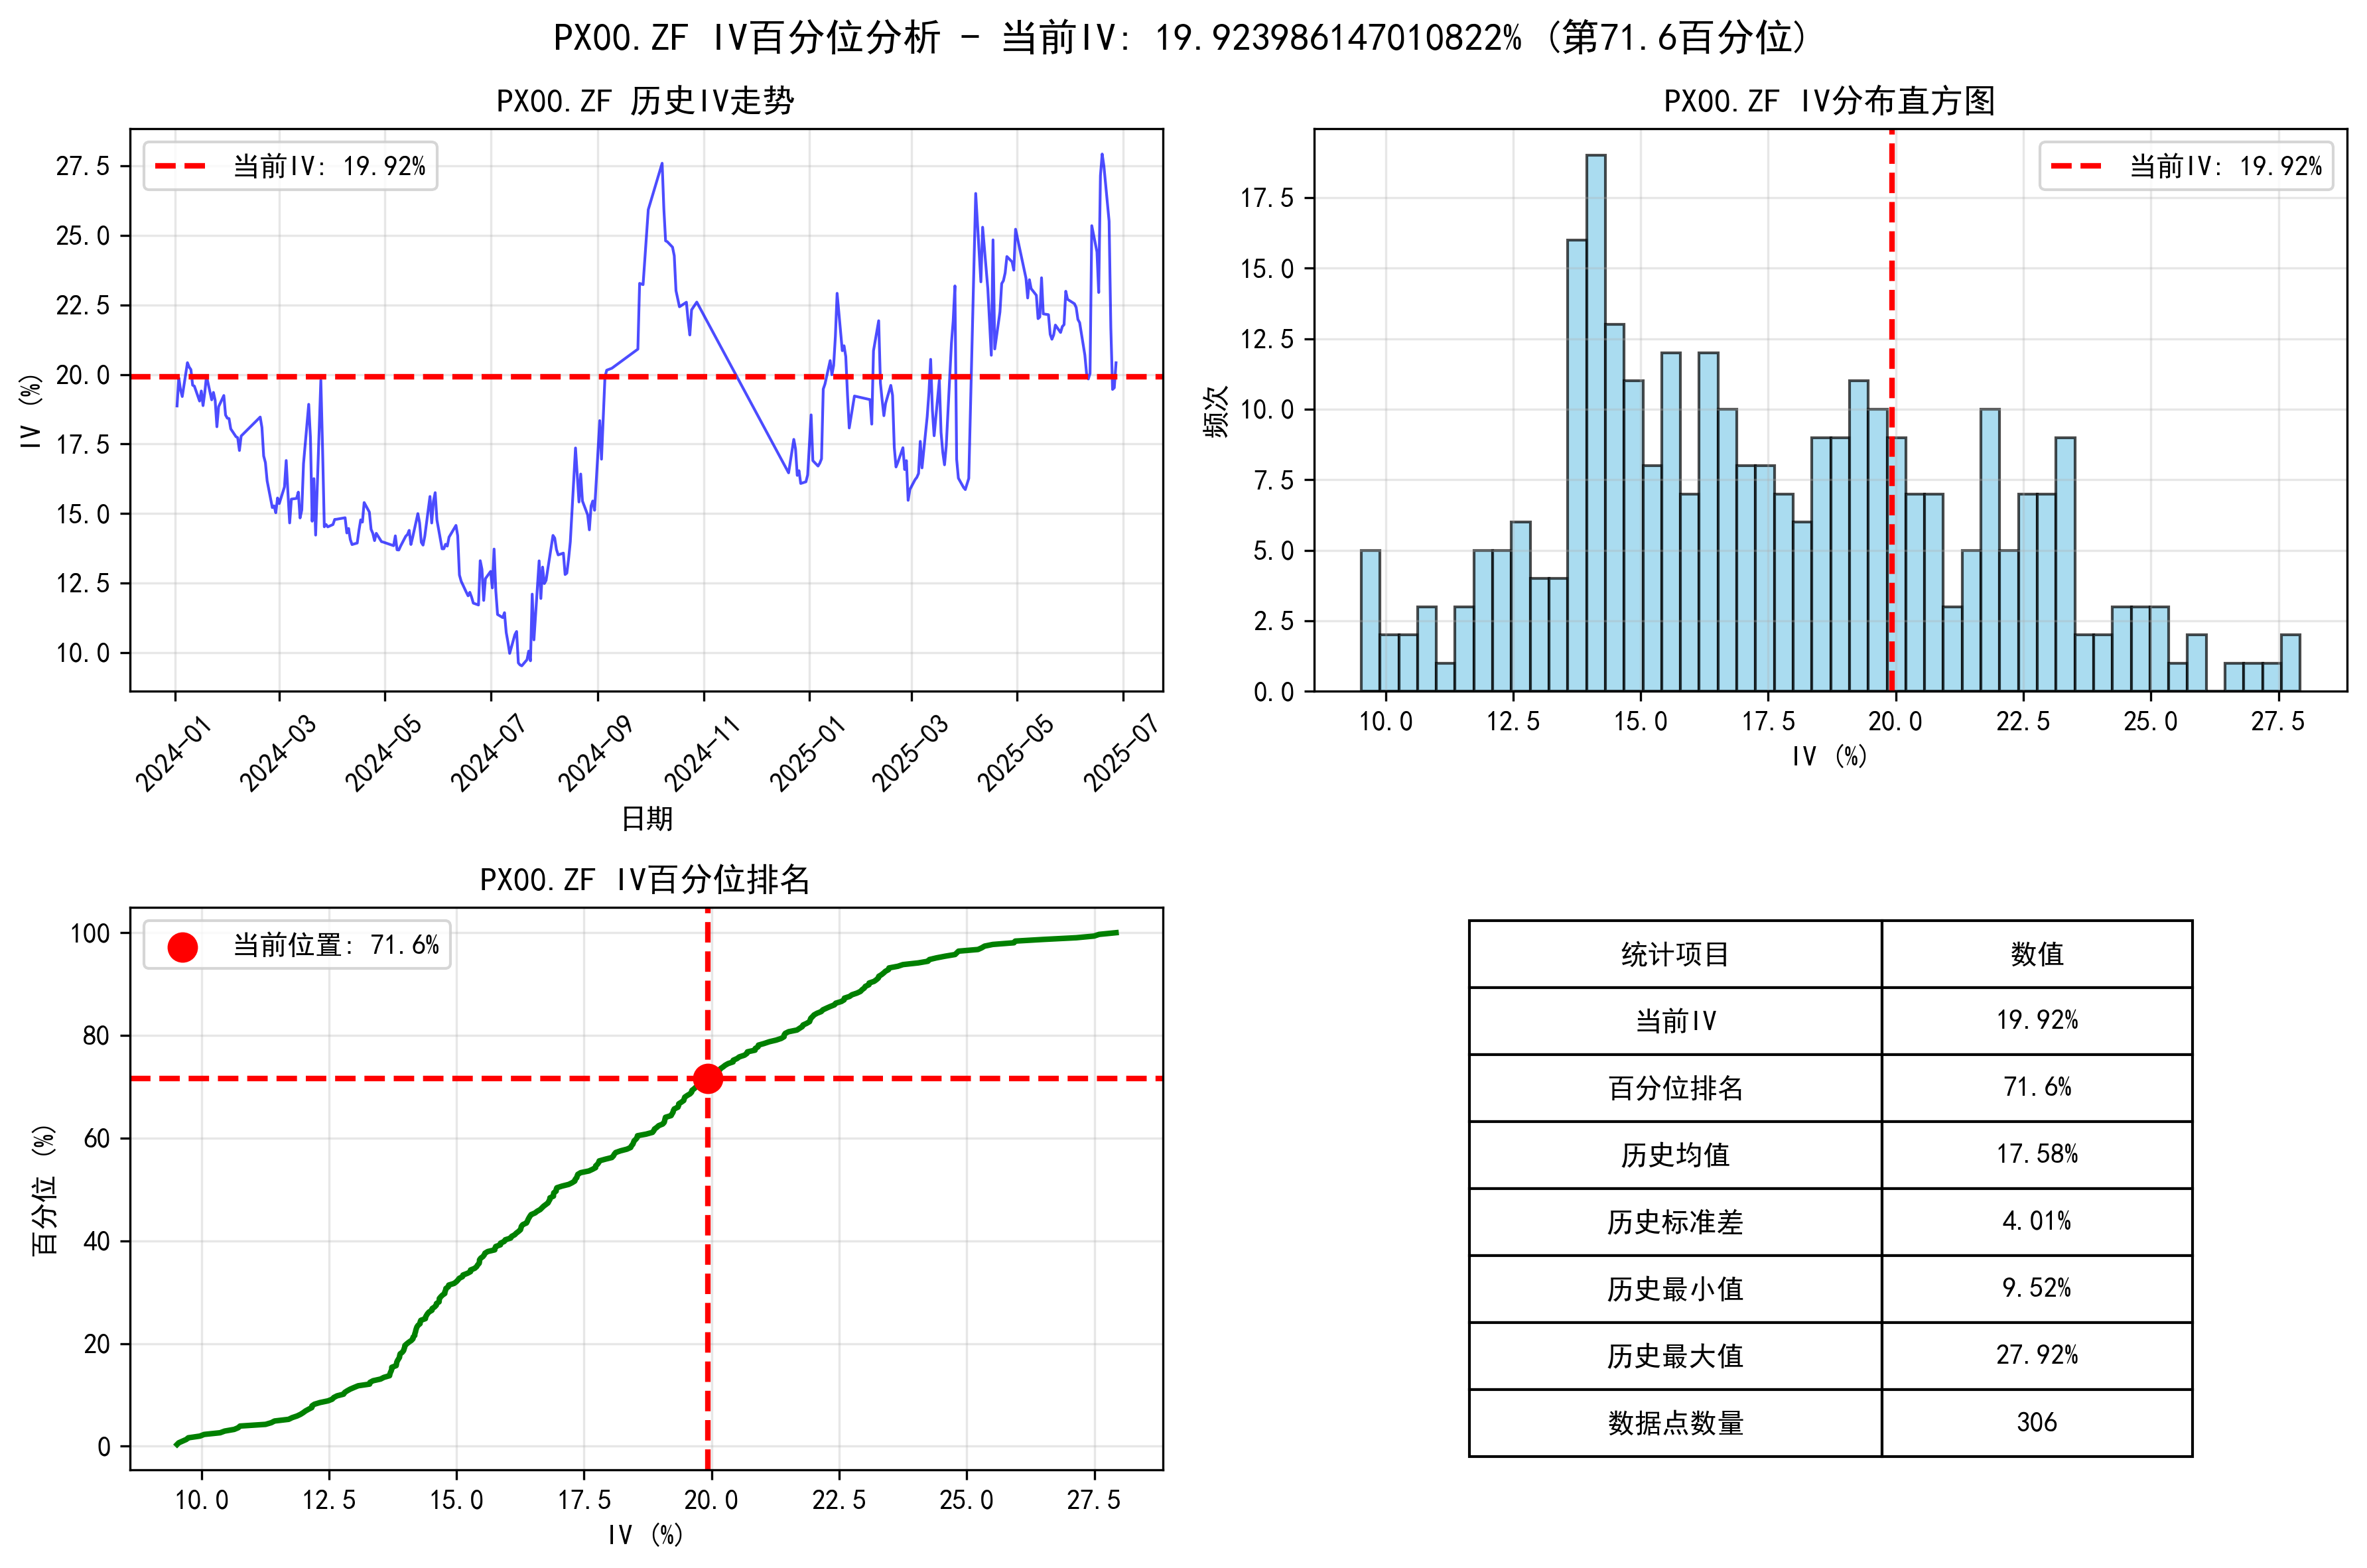 PX00.ZF IV百分位分析 - 当前IV: 19.923986147010822% (第71.6百分位)
PX00.ZF 历史IV走势
当前IV: 19.92%
27.5
25.0
22.5
20.0
17.5
15.0
12.5
10.0
IV (%)
2024-01
2024-03
2024-05
2024-07
2024-09
2024-11
2025-01
2025-03
2025-05
2025-07
日期
PX00.ZF IV分布直方图
当前IV: 19.92%
17.5
15.0
12.5
10.0
7.5
5.0
2.5
0.0
频次
10.0
12.5
15.0
17.5
20.0
22.5
25.0
27.5
IV (%)
PX00.ZF IV百分位排名
当前位置: 71.6%
100
80
60
40
20
0
百分位 (%)
10.0
12.5
15.0
17.5
20.0
22.5
25.0
27.5
IV (%)
统计项目 数值
当前IV 19.92%
百分位排名 71.6%
历史均值 17.58%
历史标准差 4.01%
历史最小值 9.52%
历史最大值 27.92%
数据点数量 306